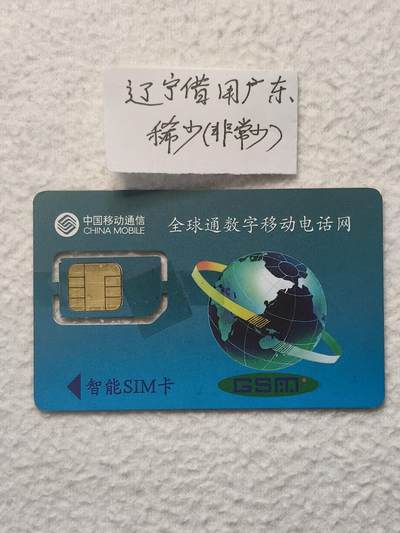 辽宁借用广东
稀少(非常少)
中国移动通信
CHINA MOBILE
全球通数字移动电话网
智能SIM卡
GSM